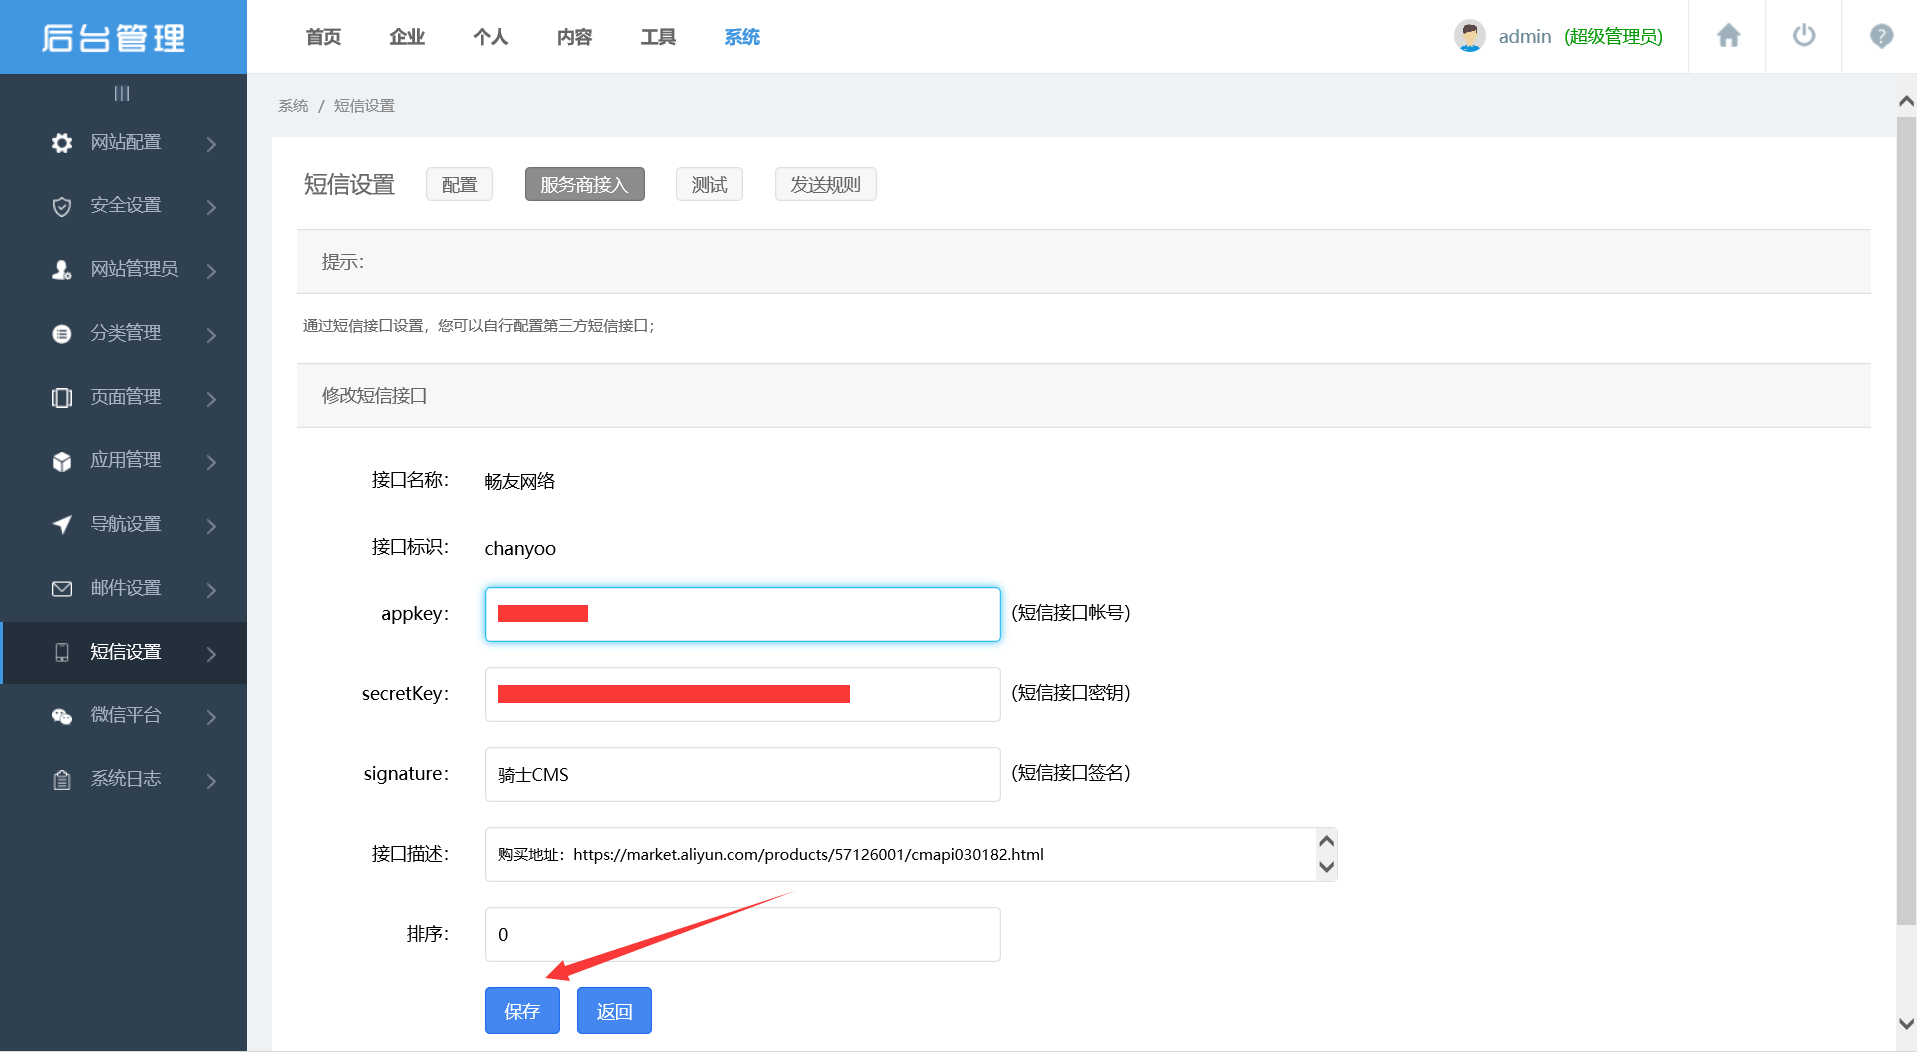 后台管理
首页 企业 个人 内容 工具 系统
admin (超级管理员)
网站配置
安全设置
网站管理员
分类管理
页面管理
应用管理
导航设置
邮件设置
短信设置
微信平台
系统日志
系统 / 短信设置
短信设置 配置 服务商接入 测试 发送规则
提示：
通过短信接口设置，您可以自行配置第三方短信接口；
修改短信接口
接口名称： 畅友网络
接口标识： chanyoo
appkey： (短信接口帐号)
secretKey： (短信接口密钥)
signature： 骑士CMS (短信接口签名)
接口描述： 购买地址：https://market.aliyun.com/products/57126001/cmapi030182.html
排序： 0
保存 返回